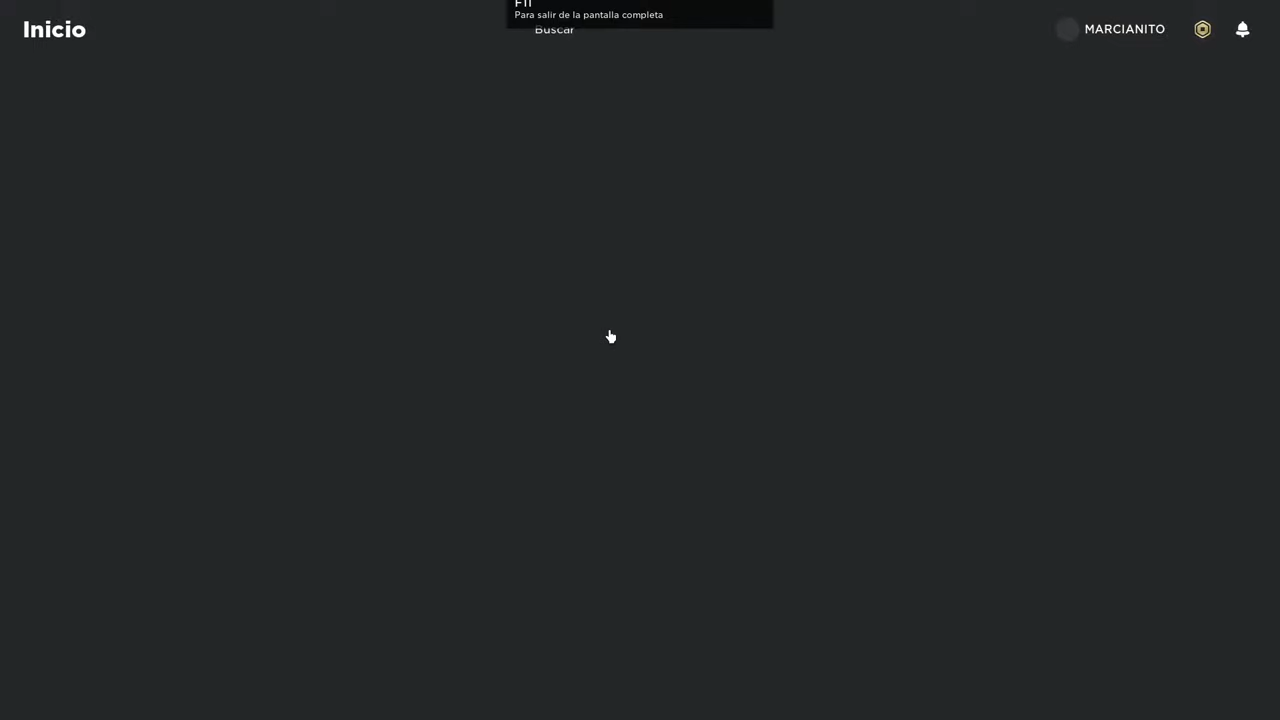 F11
Para salir de la pantalla completa
Inicio
Buscar
MARCIANITO